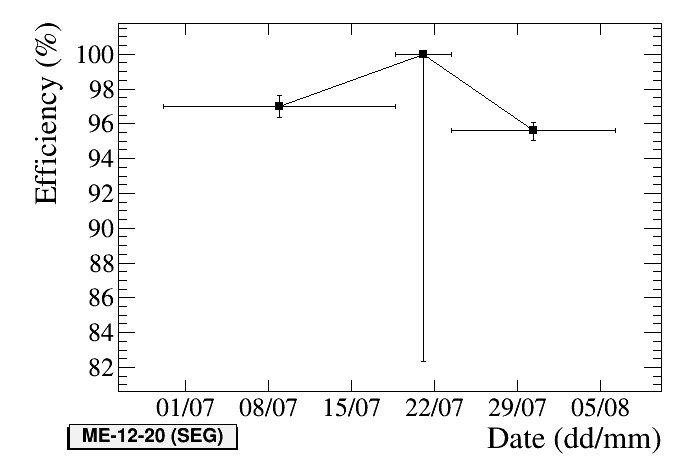 Efficiency (%)
100
98
96
94
92
90
88
86
84
82
01/07 08/07 15/07 22/07 29/07 05/08
ME-12-20 (SEG)
Date (dd/mm)